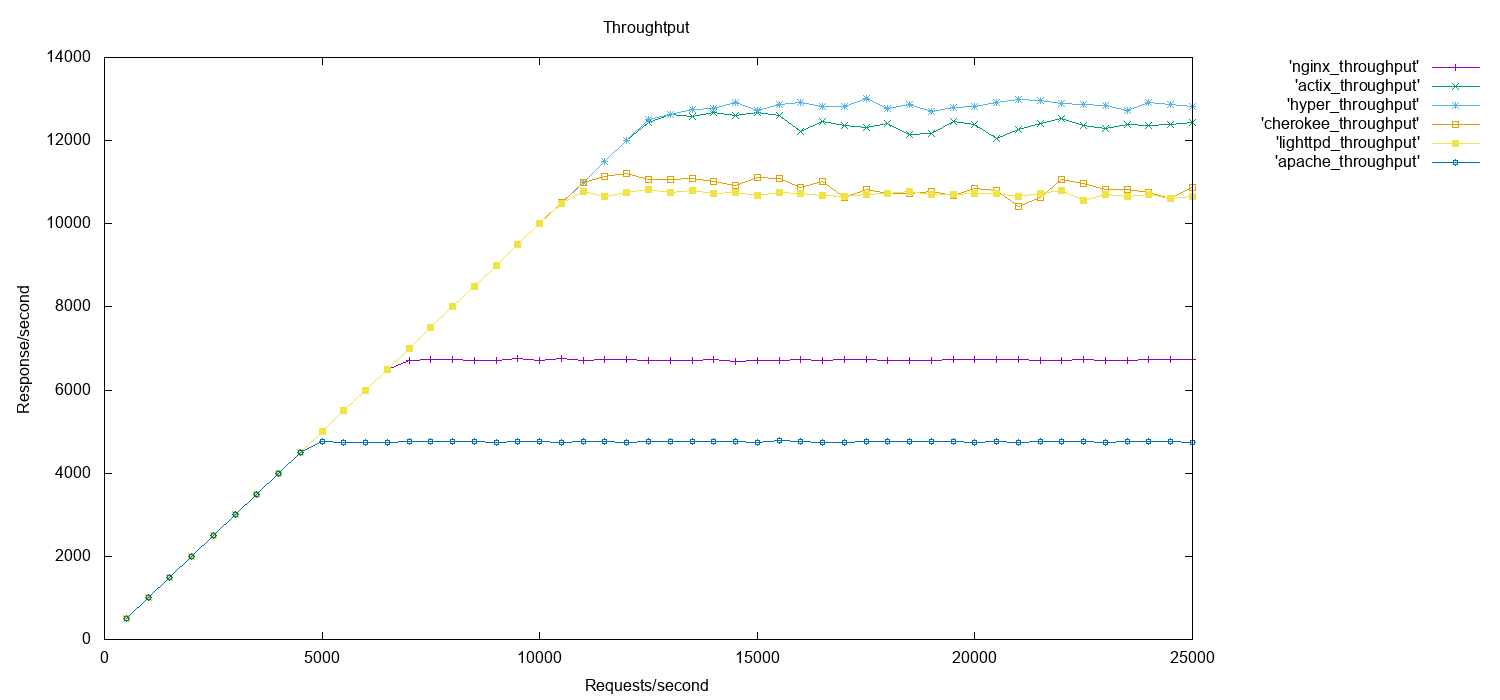 Throughtput
14000
12000
10000
8000
6000
4000
2000
0
Response/second
0 5000 10000 15000 20000 25000
Requests/second
'nginx_throughput'
'actix_throughput'
'hyper_throughput'
'cherokee_throughput'
'lighttpd_throughput'
'apache_throughput'